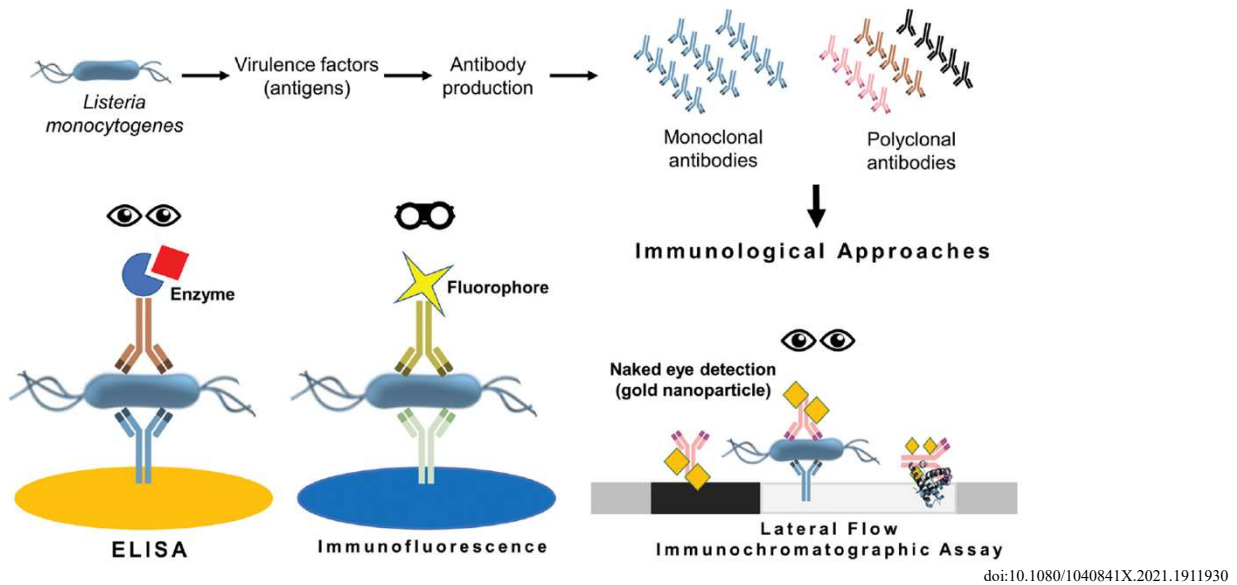 Listeria
monocytogenes
Virulence factors
(antigens)
Antibody
production
Monoclonal
antibodies
Polyclonal
antibodies
Immunological Approaches
Enzyme
ELISA
Fluorophore
Immunofluorescence
Naked eye detection
(gold nanoparticle)
Lateral Flow
Immunochromatographic Assay
doi:10.1080/1040841X.2021.1911930